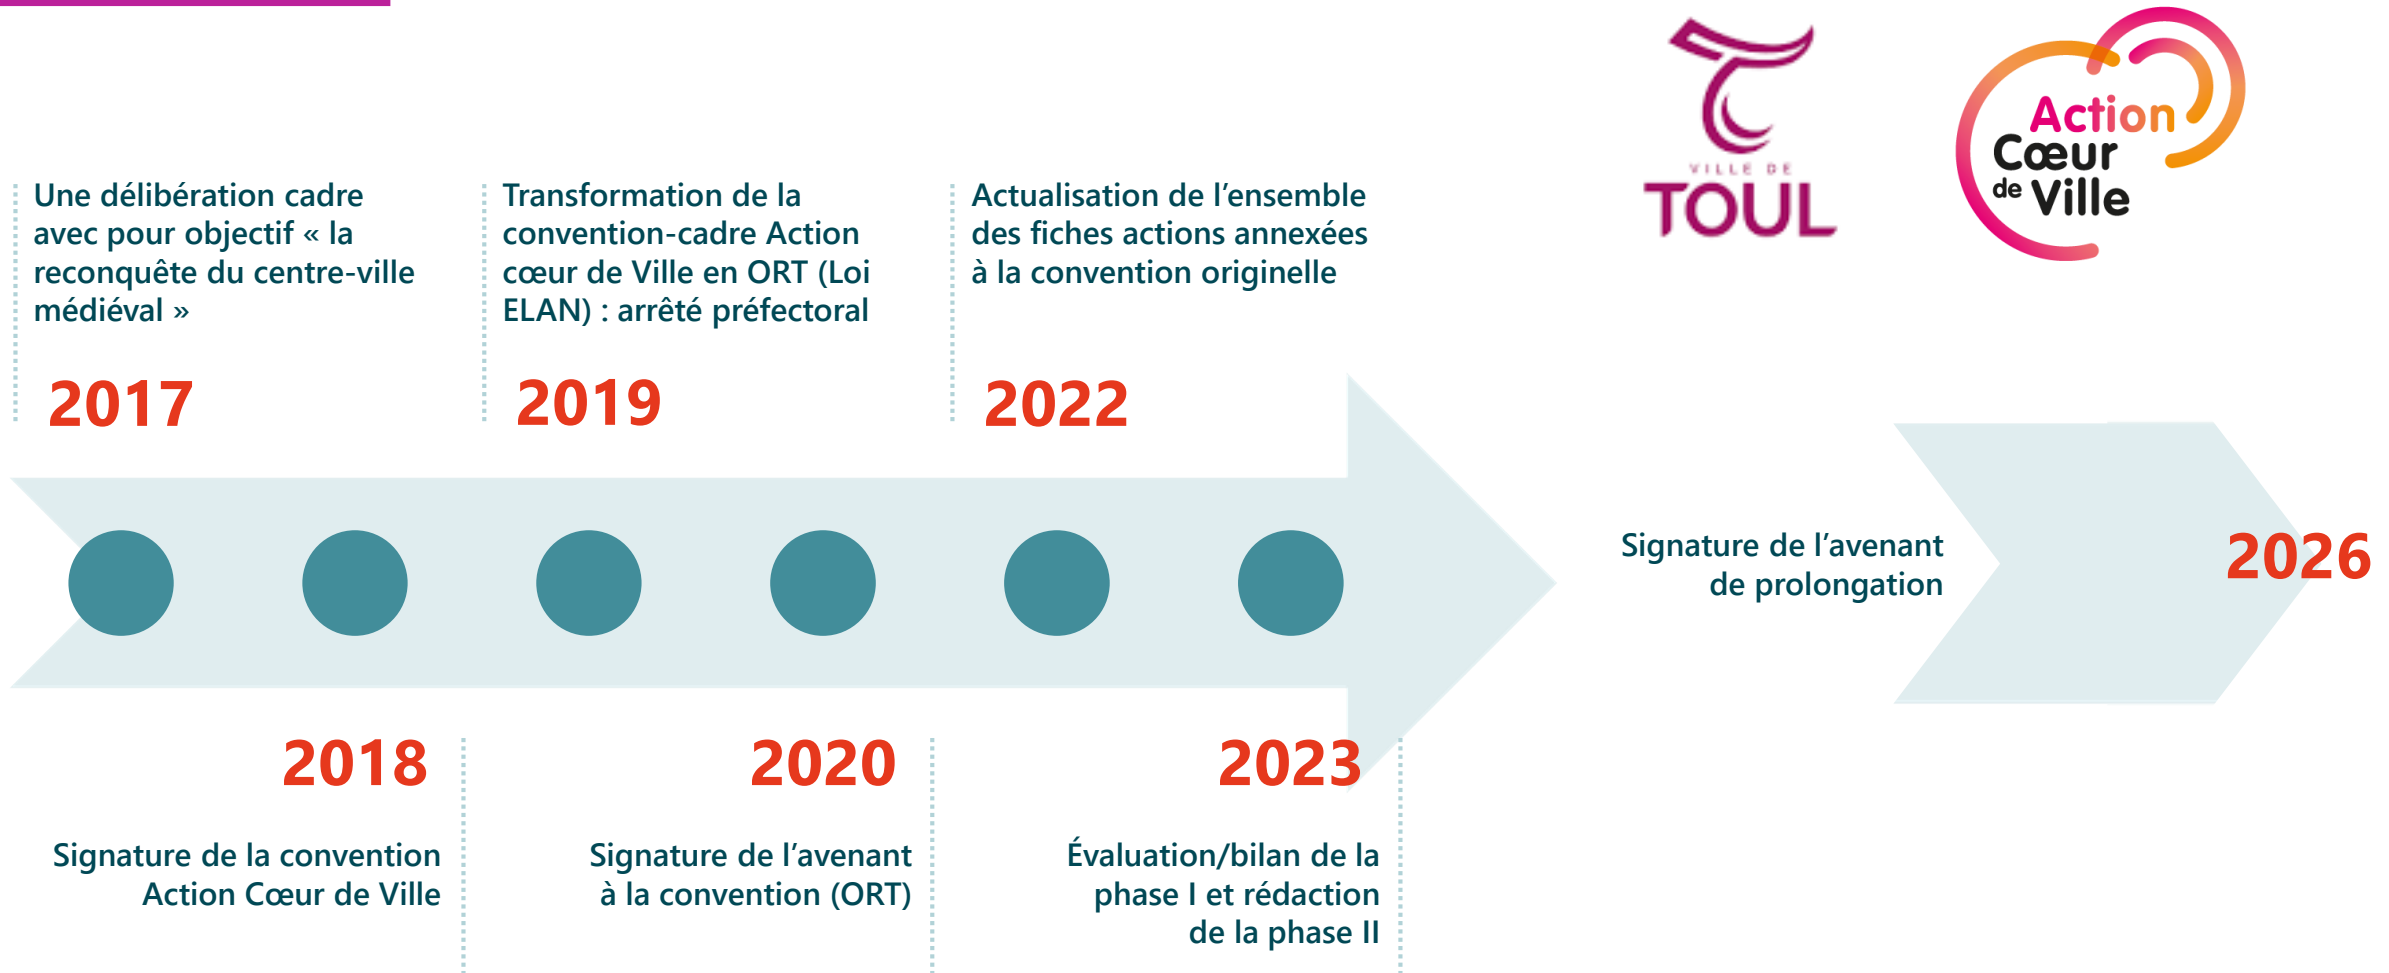 VILLE DE
TOUL
Action
Cœur
de Ville
Une délibération cadre
avec pour objectif « la
reconquête du centre-ville
médiéval »
2017
Transformation de la
convention-cadre Action
cœur de Ville en ORT (Loi
ELAN) : arrêté préfectoral
2019
Actualisation de l’ensemble
des fiches actions annexées
à la convention originelle
2022
Signature de l’avenant
de prolongation
2026
2018
Signature de la convention
Action Cœur de Ville
2020
Signature de l’avenant
à la convention (ORT)
2023
Évaluation/bilan de la
phase I et rédaction
de la phase II